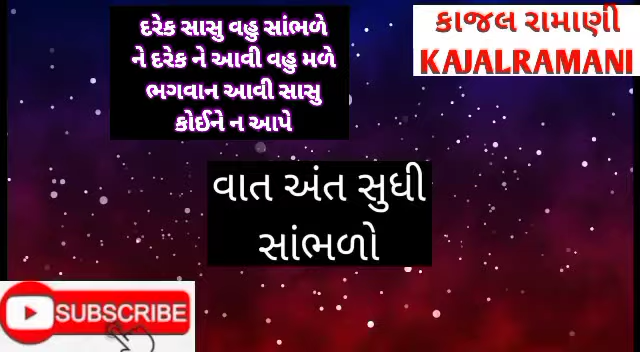 દરેક સાસુ વહુ સાંભળે
ને દરેક ને આવી વહુ મળે
ભગવાન આવી સાસુ
કોઈને ન આપે
કાજલ રામાણી
KAJALRAMANI
વાત અંત સુધી
સાંભળો
SUBSCRIBE